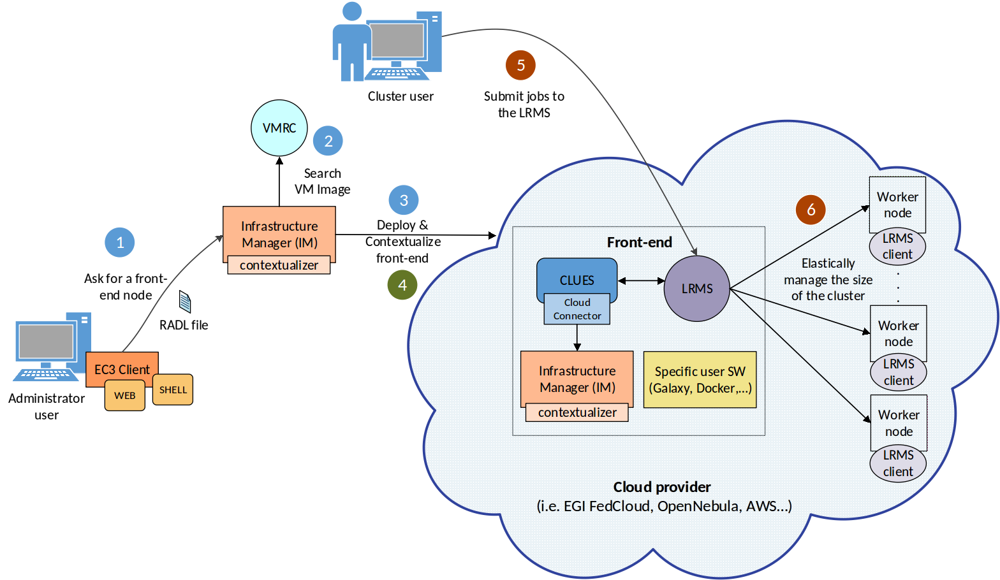 Cluster user
5
Submit jobs to
the LRMS
VMRC
2
Search
VM Image
3
Deploy &
Contextualize
front-end
4
Infrastructure
Manager (IM)
contextualizer
1
Ask for a front-
end node
RADL file
EC3 Client
WEB
SHELL
Administrator
user
Front-end
CLUES
Cloud
Connector
LRMS
Infrastructure
Manager (IM)
contextualizer
Specific user SW
(Galaxy, Docker,...)
6
Elastically
manage the size
of the cluster
Worker
node
LRMS
client
Worker
node
LRMS
client
Worker
node
LRMS
client
Cloud provider
(i.e. EGI FedCloud, OpenNebula, AWS...)